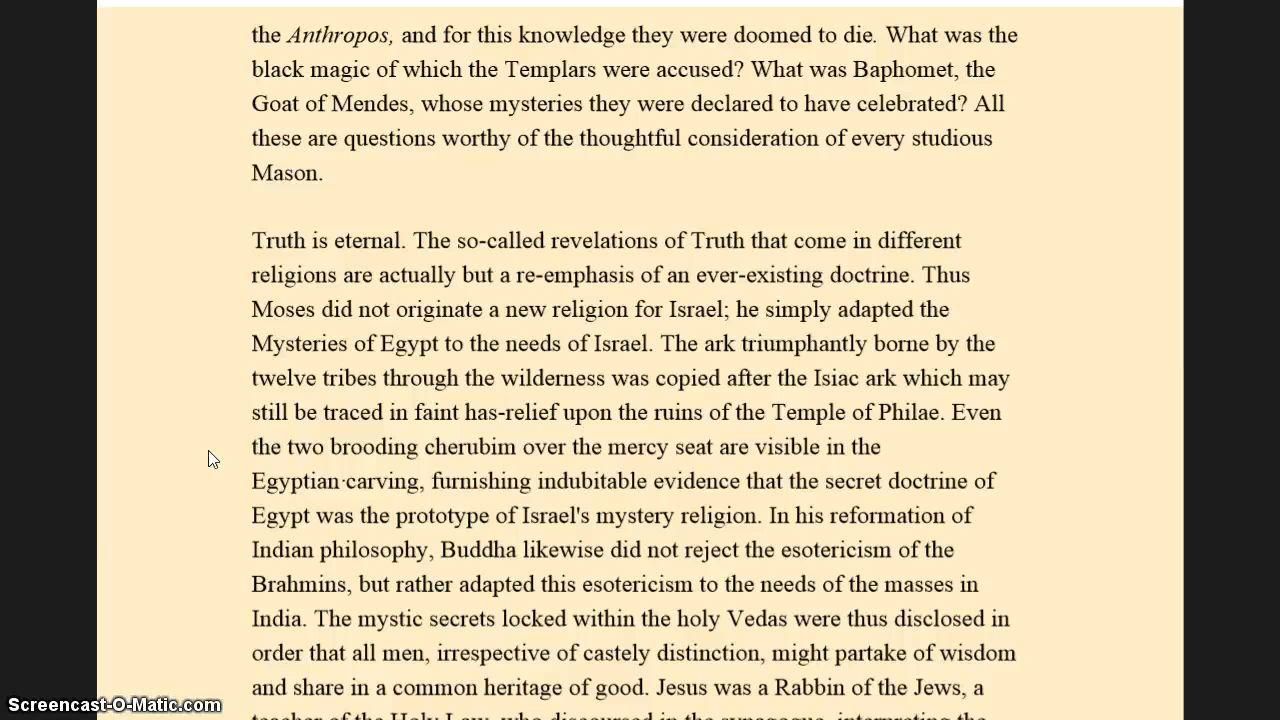 the Anthropos, and for this knowledge they were doomed to die. What was the
black magic of which the Templars were accused? What was Baphomet, the
Goat of Mendes, whose mysteries they were declared to have celebrated? All
these are questions worthy of the thoughtful consideration of every studious
Mason.
Truth is eternal. The so-called revelations of Truth that come in different
religions are actually but a re-emphasis of an ever-existing doctrine. Thus
Moses did not originate a new religion for Israel; he simply adapted the
Mysteries of Egypt to the needs of Israel. The ark triumphantly borne by the
twelve tribes through the wilderness was copied after the Isiac ark which may
still be traced in faint has-relief upon the ruins of the Temple of Philae. Even
the two brooding cherubim over the mercy seat are visible in the
Egyptian·carving, furnishing indubitable evidence that the secret doctrine of
Egypt was the prototype of Israel's mystery religion. In his reformation of
Indian philosophy, Buddha likewise did not reject the esotericism of the
Brahmins, but rather adapted this esotericism to the needs of the masses in
India. The mystic secrets locked within the holy Vedas were thus disclosed in
order that all men, irrespective of castely distinction, might partake of wisdom
and share in a common heritage of good. Jesus was a Rabbin of the Jews, a
teacher of the Holy Law, who discoursed in the synagogue, interpreting the
Screencast-O-Matic.com